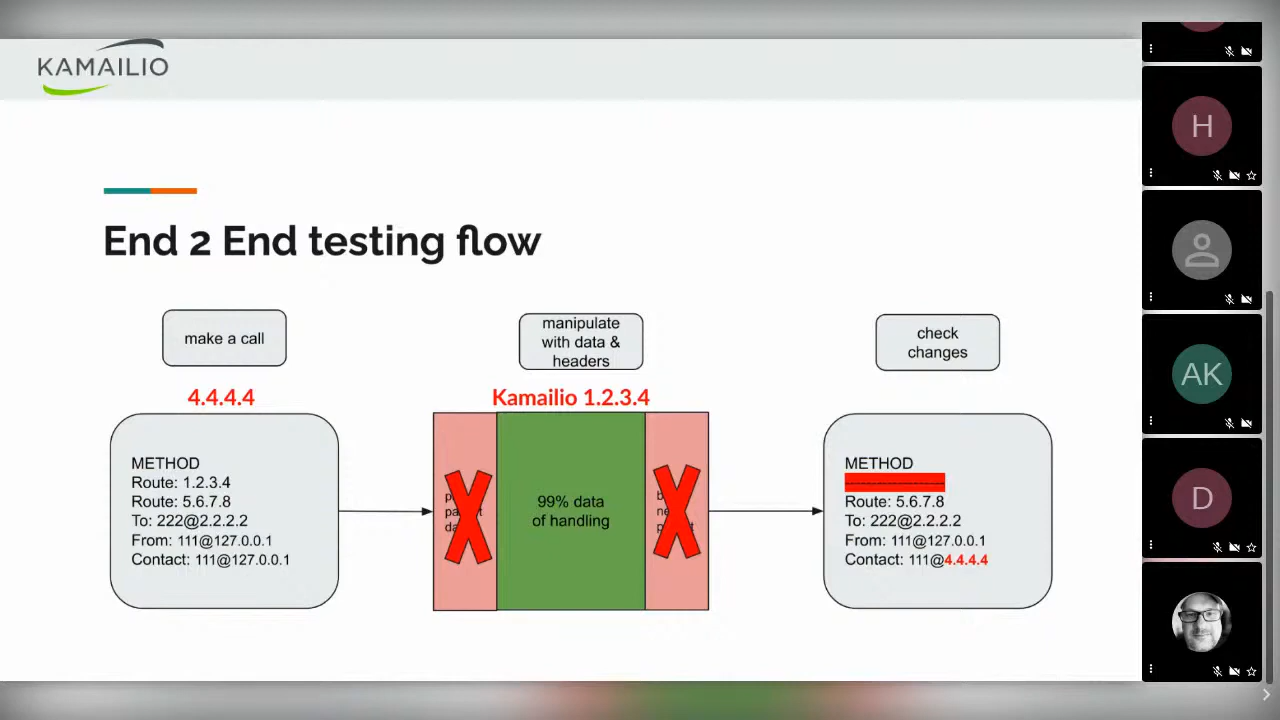 KAMAILIO
End 2 End testing flow
make a call
manipulate
with data &
headers
check
changes
4.4.4.4
Kamailio 1.2.3.4
METHOD
Route: 1.2.3.4
Route: 5.6.7.8
To: 222@2.2.2.2
From: 111@127.0.0.1
Contact: 111@127.0.0.1
99% data
of handling
METHOD
Route: 5.6.7.8
To: 222@2.2.2.2
From: 111@127.0.0.1
Contact: 111@4.4.4.4
H
AK
D